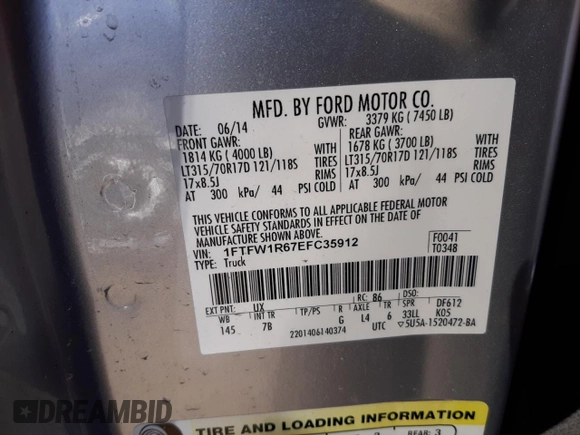 MFD. BY FORD MOTOR CO.
DATE: 06/14 GVWR: 3379 KG ( 7450 LB)
FRONT GAWR: REAR GAWR:
1814 KG ( 4000 LB) WITH 1678 KG ( 3700 LB) WITH
LT315/70R17D 121/118S TIRES LT315/70R17D 121/118S TIRES
17x8.5J RIMS 17x8.5J RIMS
AT 300 kPa/ 44 PSI COLD AT 300 kPa/ 44 PSI COLD
THIS VEHICLE CONFORMS TO ALL APPLICABLE FEDERAL MOTOR
VEHICLE SAFETY STANDARDS IN EFFECT ON THE DATE OF
MANUFACTURE SHOWN ABOVE.
VIN: 1FTFW1R67EFC35912 F0041
TYPE: Truck T0348
EXT PNT: UX RC: 86 DSO:
WB INT TR TP/PS R AXLE TR SPR DF612
145 7B G L4 6 33LL K05
2201406140374 UTC ▽5U5A-1520472-BA
TIRE AND LOADING INFORMATION
REAR: 3
DREAMBID